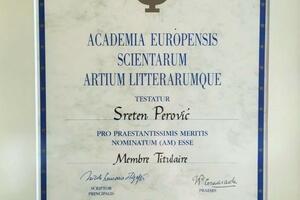 ACADEMIA EUROPENSIS
SCIENTARUM
ARTIUM LITTERARUMQUE
TESTATUR
Sreten Perović
PRO PRAESTANTISSIMIS MERITIS
NOMINATUM (AM) ESSE
Membre Titulaire
SCRIPTOR
PRINCIPALIS
PRAESES